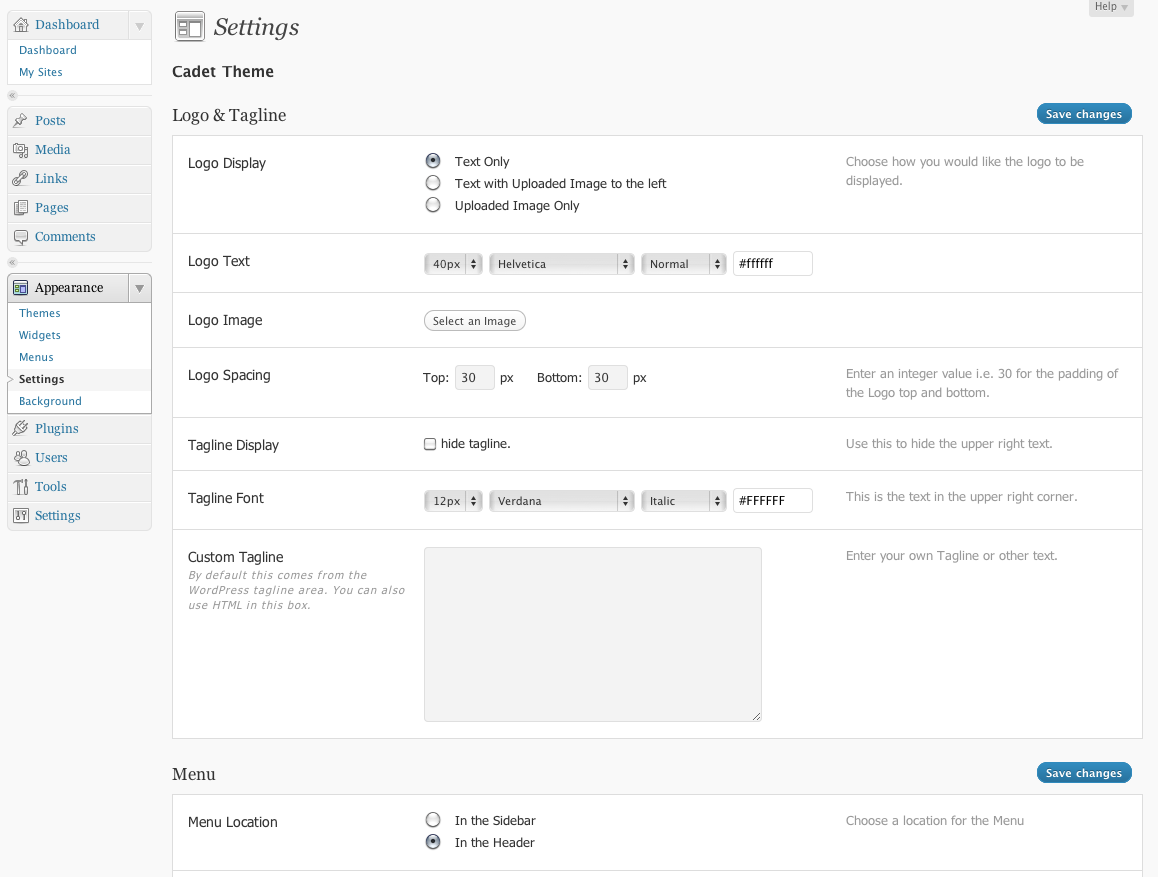 Help
Dashboard
Dashboard
My Sites
Posts
Media
Links
Pages
Comments
Appearance
Themes
Widgets
Menus
Settings
Background
Plugins
Users
Tools
Settings
Settings
Cadet Theme
Logo & Tagline
Save changes
Logo Display
Text Only
Text with Uploaded Image to the left
Uploaded Image Only
Choose how you would like the logo to be
displayed.
Logo Text
40px Helvetica Normal #ffffff
Logo Image
Select an Image
Logo Spacing
Top: 30 px Bottom: 30 px
Enter an integer value i.e. 30 for the padding of
the Logo top and bottom.
Tagline Display
hide tagline.
Use this to hide the upper right text.
Tagline Font
12px Verdana Italic #FFFFFF
This is the text in the upper right corner.
Custom Tagline
By default this comes from the
WordPress tagline area. You can also
use HTML in this box.
Enter your own Tagline or other text.
Menu
Save changes
Menu Location
In the Sidebar
In the Header
Choose a location for the Menu